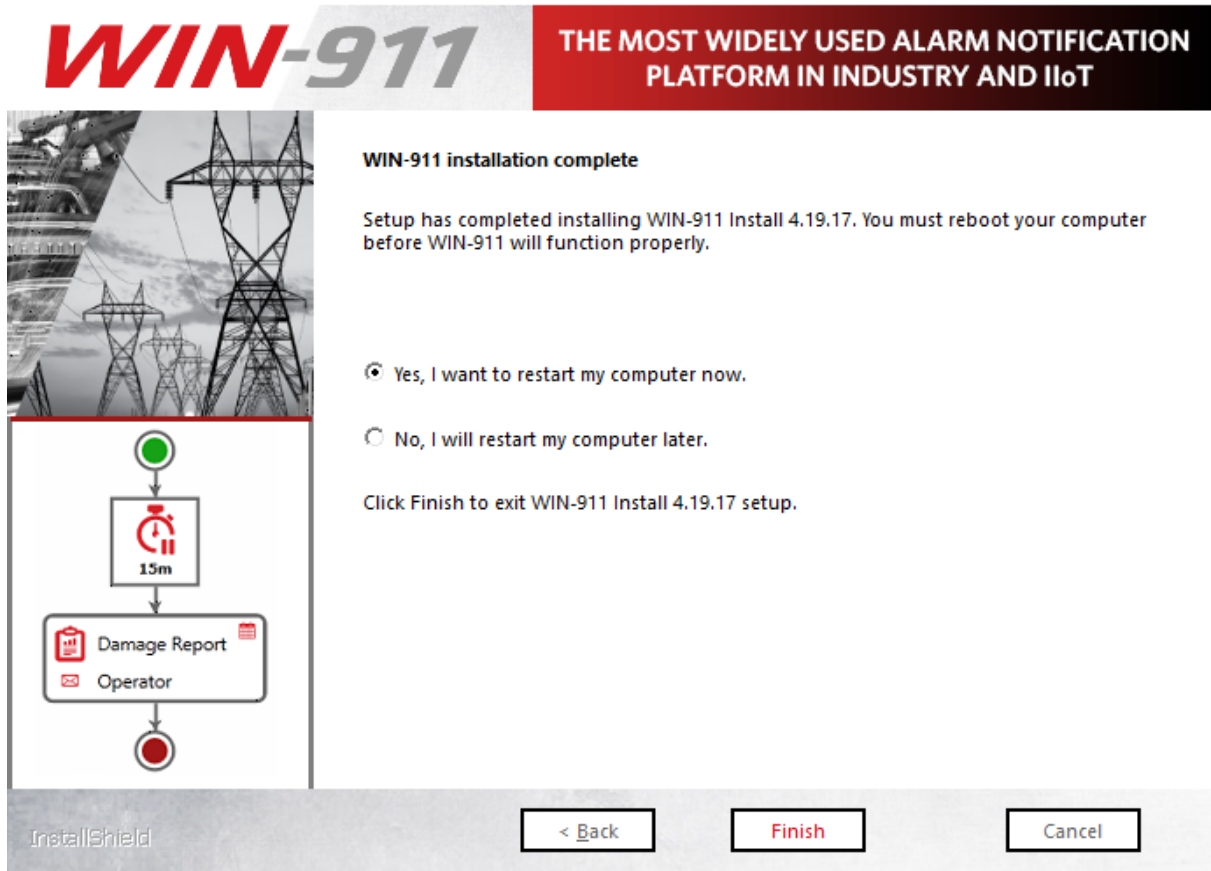 WIN-911
THE MOST WIDELY USED ALARM NOTIFICATION
PLATFORM IN INDUSTRY AND IIoT
WIN-911 installation complete
Setup has completed installing WIN-911 Install 4.19.17. You must reboot your computer
before WIN-911 will function properly.
Yes, I want to restart my computer now.
No, I will restart my computer later.
Click Finish to exit WIN-911 Install 4.19.17 setup.
15m
Damage Report
Operator
InstallShield
< Back
Finish
Cancel